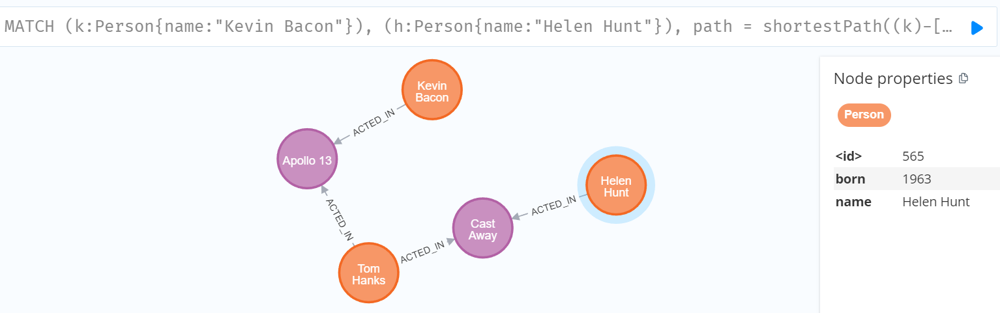 MATCH (k:Person{name:"Kevin Bacon"}), (h:Person{name:"Helen Hunt"}), path = shortestPath((k)-[…
Kevin
Bacon
ACTED_IN
Apollo 13
ACTED_IN
Tom
Hanks
ACTED_IN
Cast
Away
ACTED_IN
Helen
Hunt
Node properties
Person
<id> 565
born 1963
name Helen Hunt